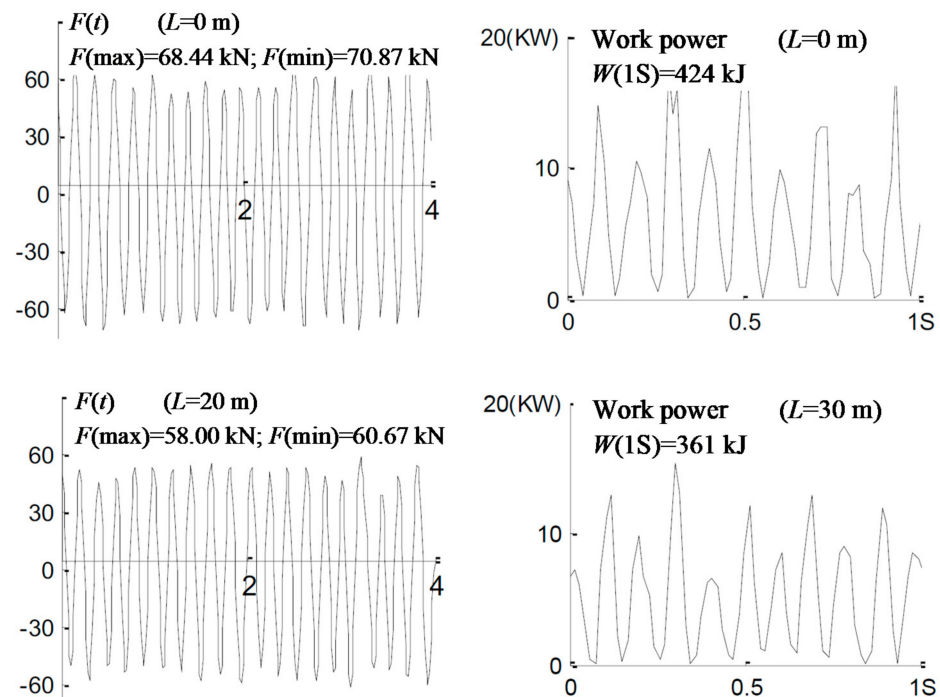 F(t) (L=0 m)
F(max)=68.44 kN; F(min)=70.87 kN
60
30
0
-30
-60
2
4
20(KW) Work power (L=0 m)
W(1S)=424 kJ
10
0
0 0.5 1S
F(t) (L=20 m)
F(max)=58.00 kN; F(min)=60.67 kN
60
30
0
-30
-60
2
4
20(KW) Work power (L=30 m)
W(1S)=361 kJ
10
0
0 0.5 1S